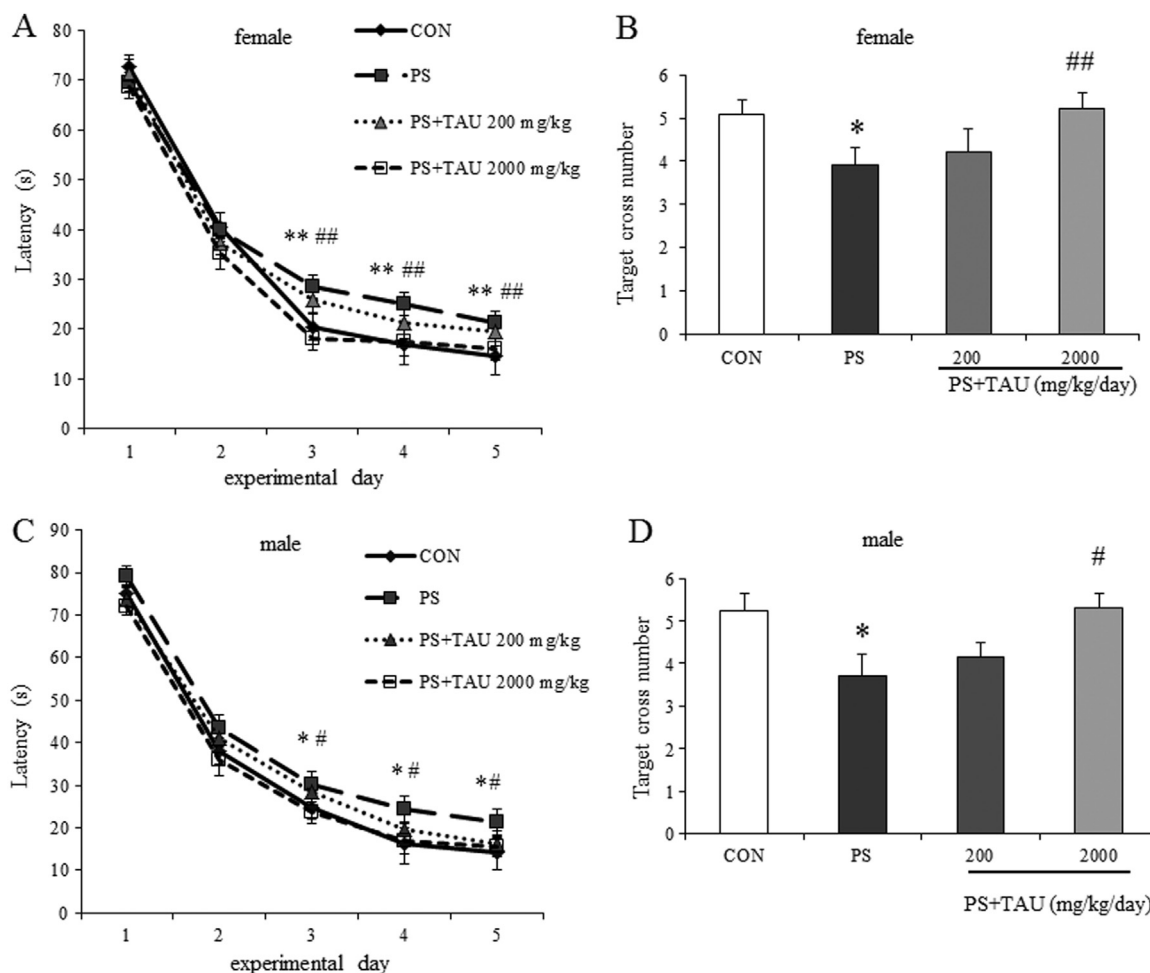 A
female
CON
PS
PS+TAU 200 mg/kg
PS+TAU 2000 mg/kg
Latency (s)
80
70
60
50
40
30
20
10
0
** ##
** ##
** ##
1 2 3 4 5
experimental day
B
female
Target cross number
6
5
4
3
2
1
0
*
##
CON PS 200 2000
PS+TAU (mg/kg/day)
C
male
CON
PS
PS+TAU 200 mg/kg
PS+TAU 2000 mg/kg
Latency (s)
90
80
70
60
50
40
30
20
10
0
* #
* #
*#
1 2 3 4 5
experimental day
D
male
Target cross number
6
5
4
3
2
1
0
*
#
CON PS 200 2000
PS+TAU (mg/kg/day)